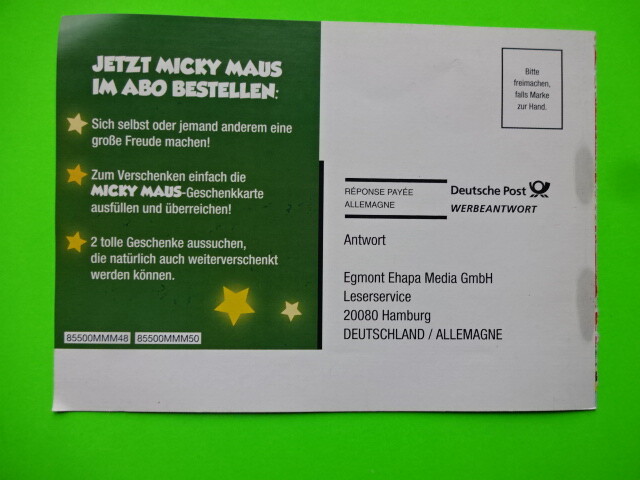 JETZT MICKY MAUS
IM ABO BESTELLEN:
Sich selbst oder jemand anderem eine
große Freude machen!
Zum Verschenken einfach die
MICKY MAUS-Geschenkkarte
ausfüllen und überreichen!
2 tolle Geschenke aussuchen,
die natürlich auch weiterverschenkt
werden können.
85500MMM48 85500MMM50
Bitte
freimachen,
falls Marke
zur Hand.
RÉPONSE PAYÉE
ALLEMAGNE
Deutsche Post
WERBEANTWORT
Antwort
Egmont Ehapa Media GmbH
Leserservice
20080 Hamburg
DEUTSCHLAND / ALLEMAGNE